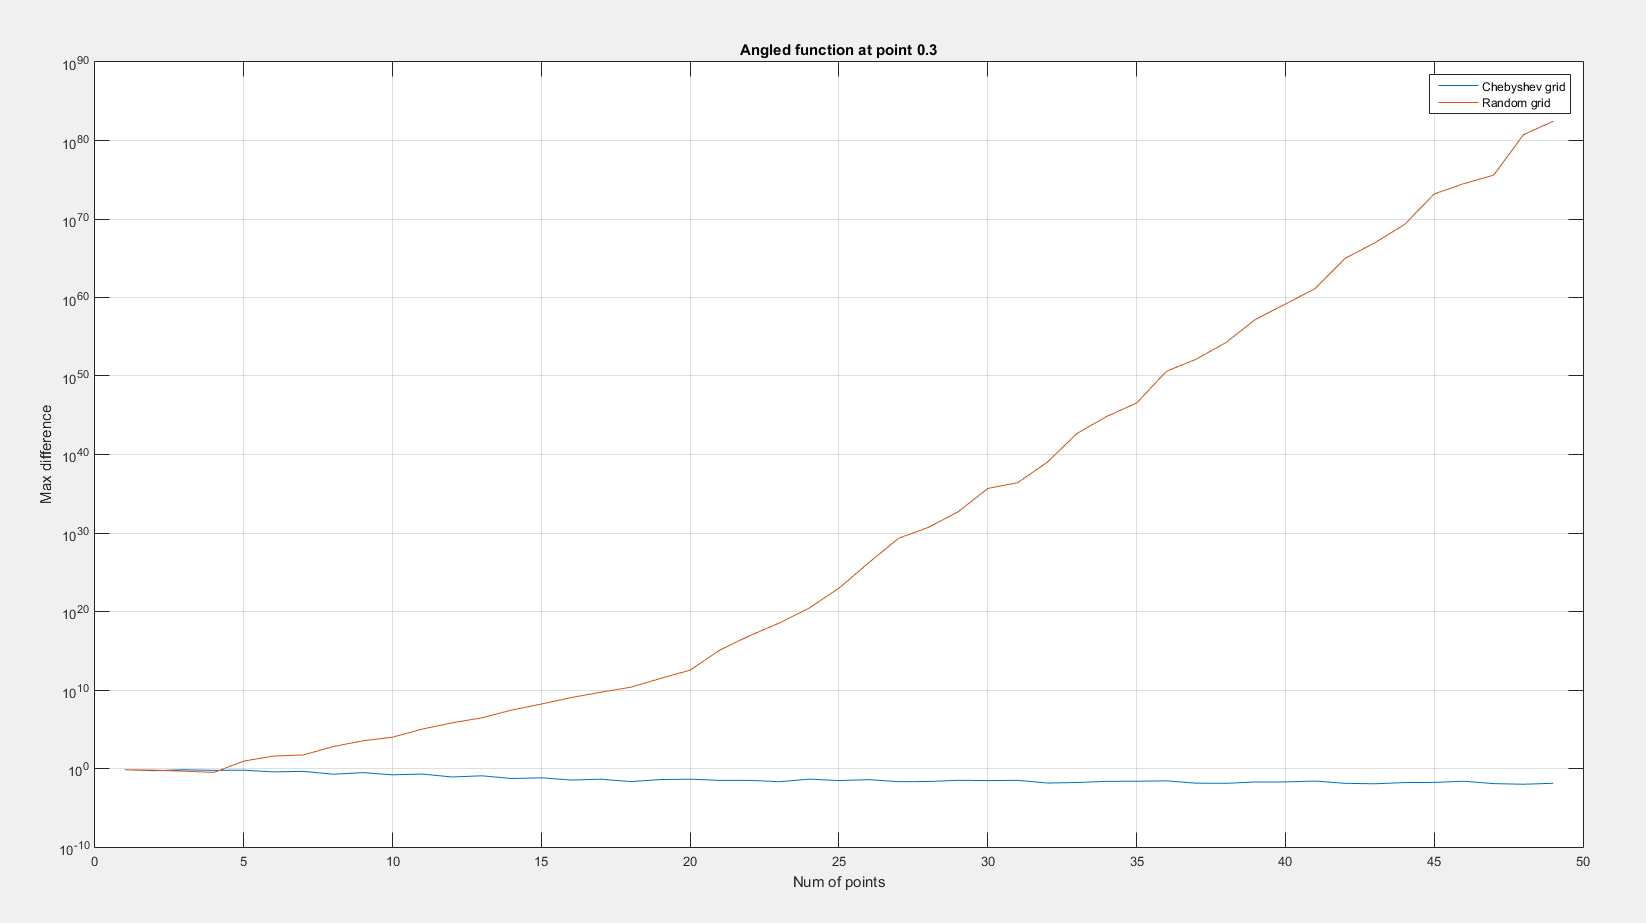 Angled function at point 0.3
Chebyshev grid
Random grid
10^90
10^80
10^70
10^60
10^50
10^40
10^30
10^20
10^10
10^0
10^-10
Max difference
0 5 10 15 20 25 30 35 40 45 50
Num of points